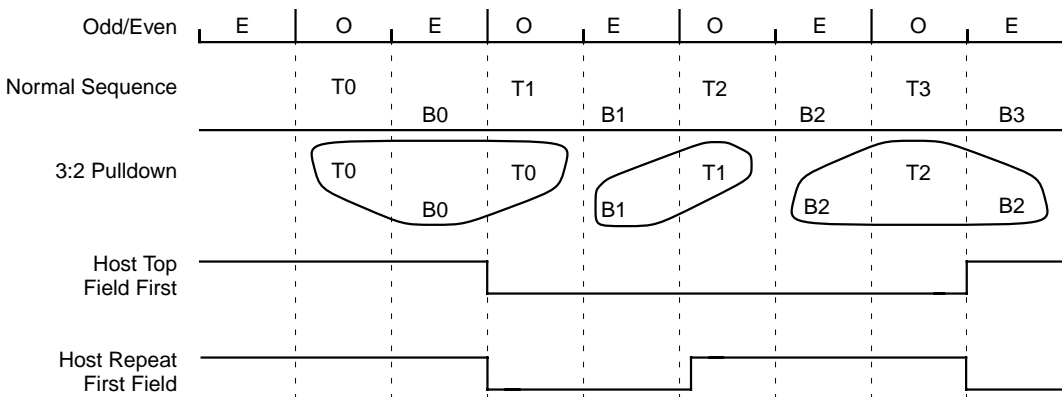 Odd/Even E O E O E O E O E
Normal Sequence T0 T1 T2 T3
B0 B1 B2 B3
3:2 Pulldown T0 T0 T1 T2
B0 B1 B2 B2
Host Top
Field First
Host Repeat
First Field